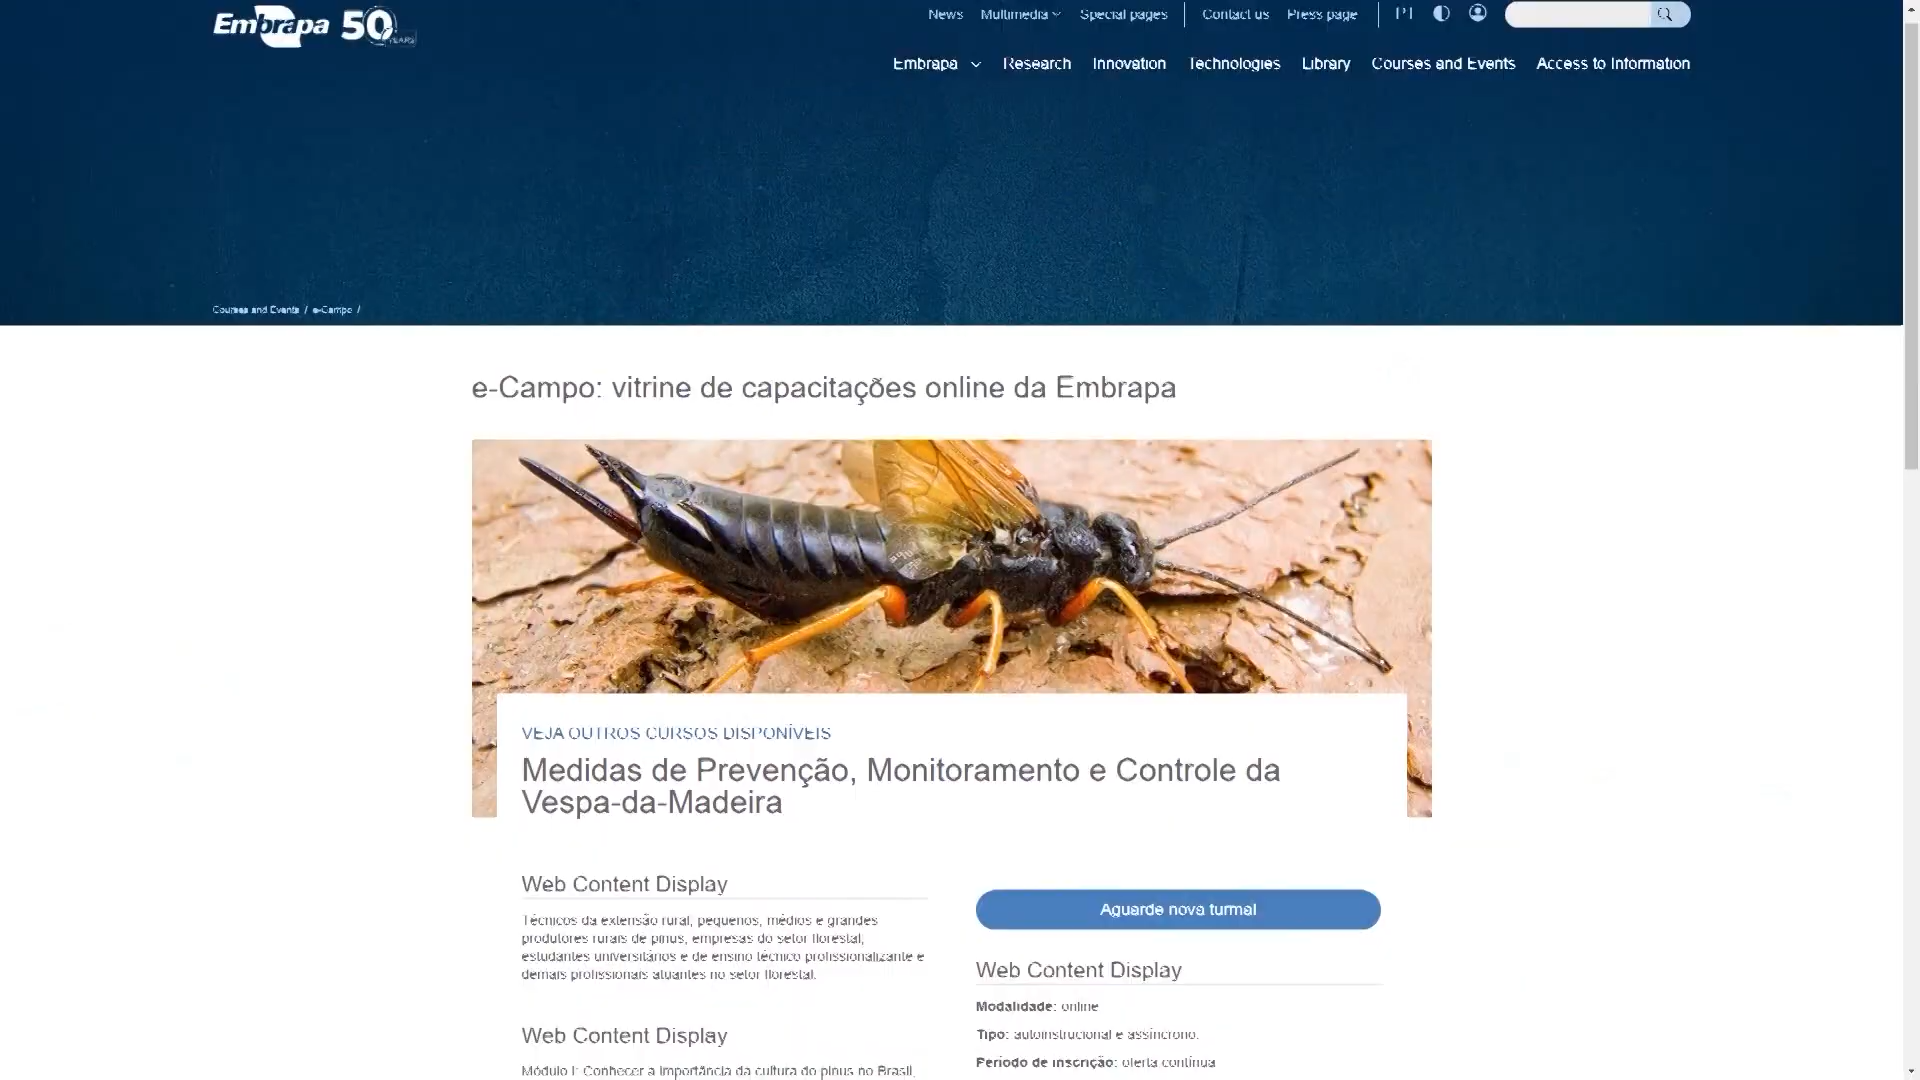 Embrapa 50 YEARS
News Multimedia Special pages Contact us Press page PT
Embrapa Research Innovation Technologies Library Courses and Events Access to Information
Courses and Events / e-Campo /
e-Campo: vitrine de capacitações online da Embrapa
VEJA OUTROS CURSOS DISPONÍVEIS
Medidas de Prevenção, Monitoramento e Controle da
Vespa-da-Madeira
Web Content Display
Técnicos da extensão rural, pequenos, médios e grandes
produtores rurais de pinus, empresas do setor florestal,
estudantes universitários e de ensino técnico profissionalizante e
demais profissionais atuantes no setor florestal.
Web Content Display
Módulo I: Conhecer a importância da cultura do pinus no Brasil,
Aguarde nova turma!
Web Content Display
Modalidade: online
Tipo: autoinstrucional e assíncrono.
Período de inscrição: oferta contínua